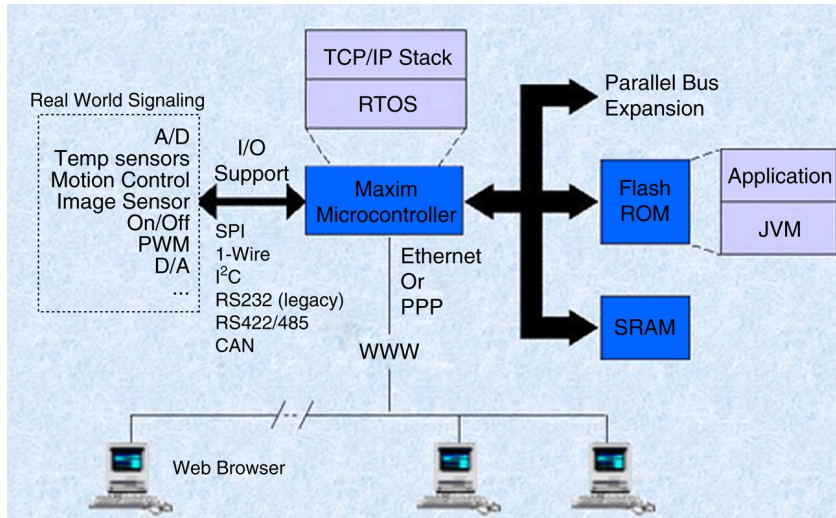 TCP/IP Stack
RTOS
Real World Signaling
A/D
Temp sensors
Motion Control
Image Sensor
On/Off
PWM
D/A
...
I/O
Support
SPI
1-Wire
I²C
RS232 (legacy)
RS422/485
CAN
Maxim
Microcontroller
Ethernet
Or
PPP
WWW
Parallel Bus
Expansion
Flash
ROM
Application
JVM
SRAM
Web Browser